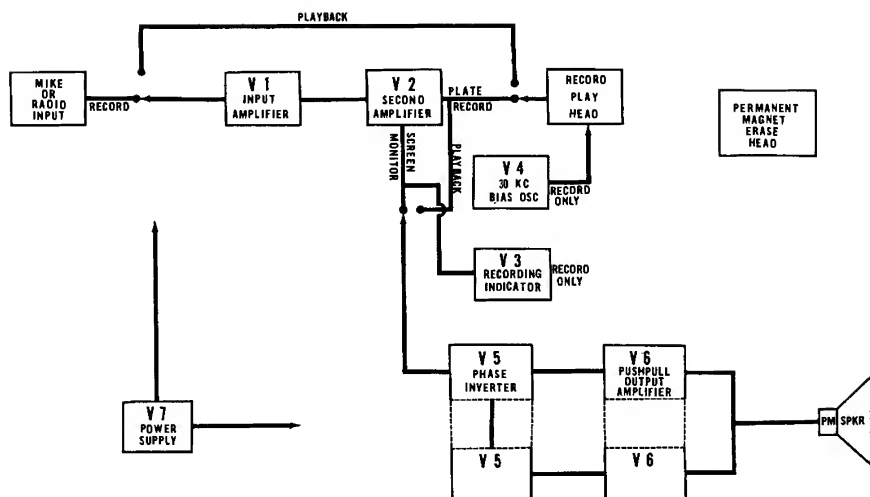 PLAYBACK
MIKE
OR
RADIO
INPUT
RECORD
V 1
INPUT
AMPLIFIER
V 2
SECOND
AMPLIFIER
PLATE
RECORD
RECORD
PLAY
HEAD
PERMANENT
MAGNET
ERASE
HEAD
SCREEN
MONITOR
PLAYBACK
V 4
30 KC
BIAS OSC
RECORD
ONLY
V 3
RECORDING
INDICATOR
RECORD
ONLY
V 5
PHASE
INVERTER
V 6
PUSHPULL
OUTPUT
AMPLIFIER
V 7
POWER
SUPPLY
PM
SPKR
V 5
V 6